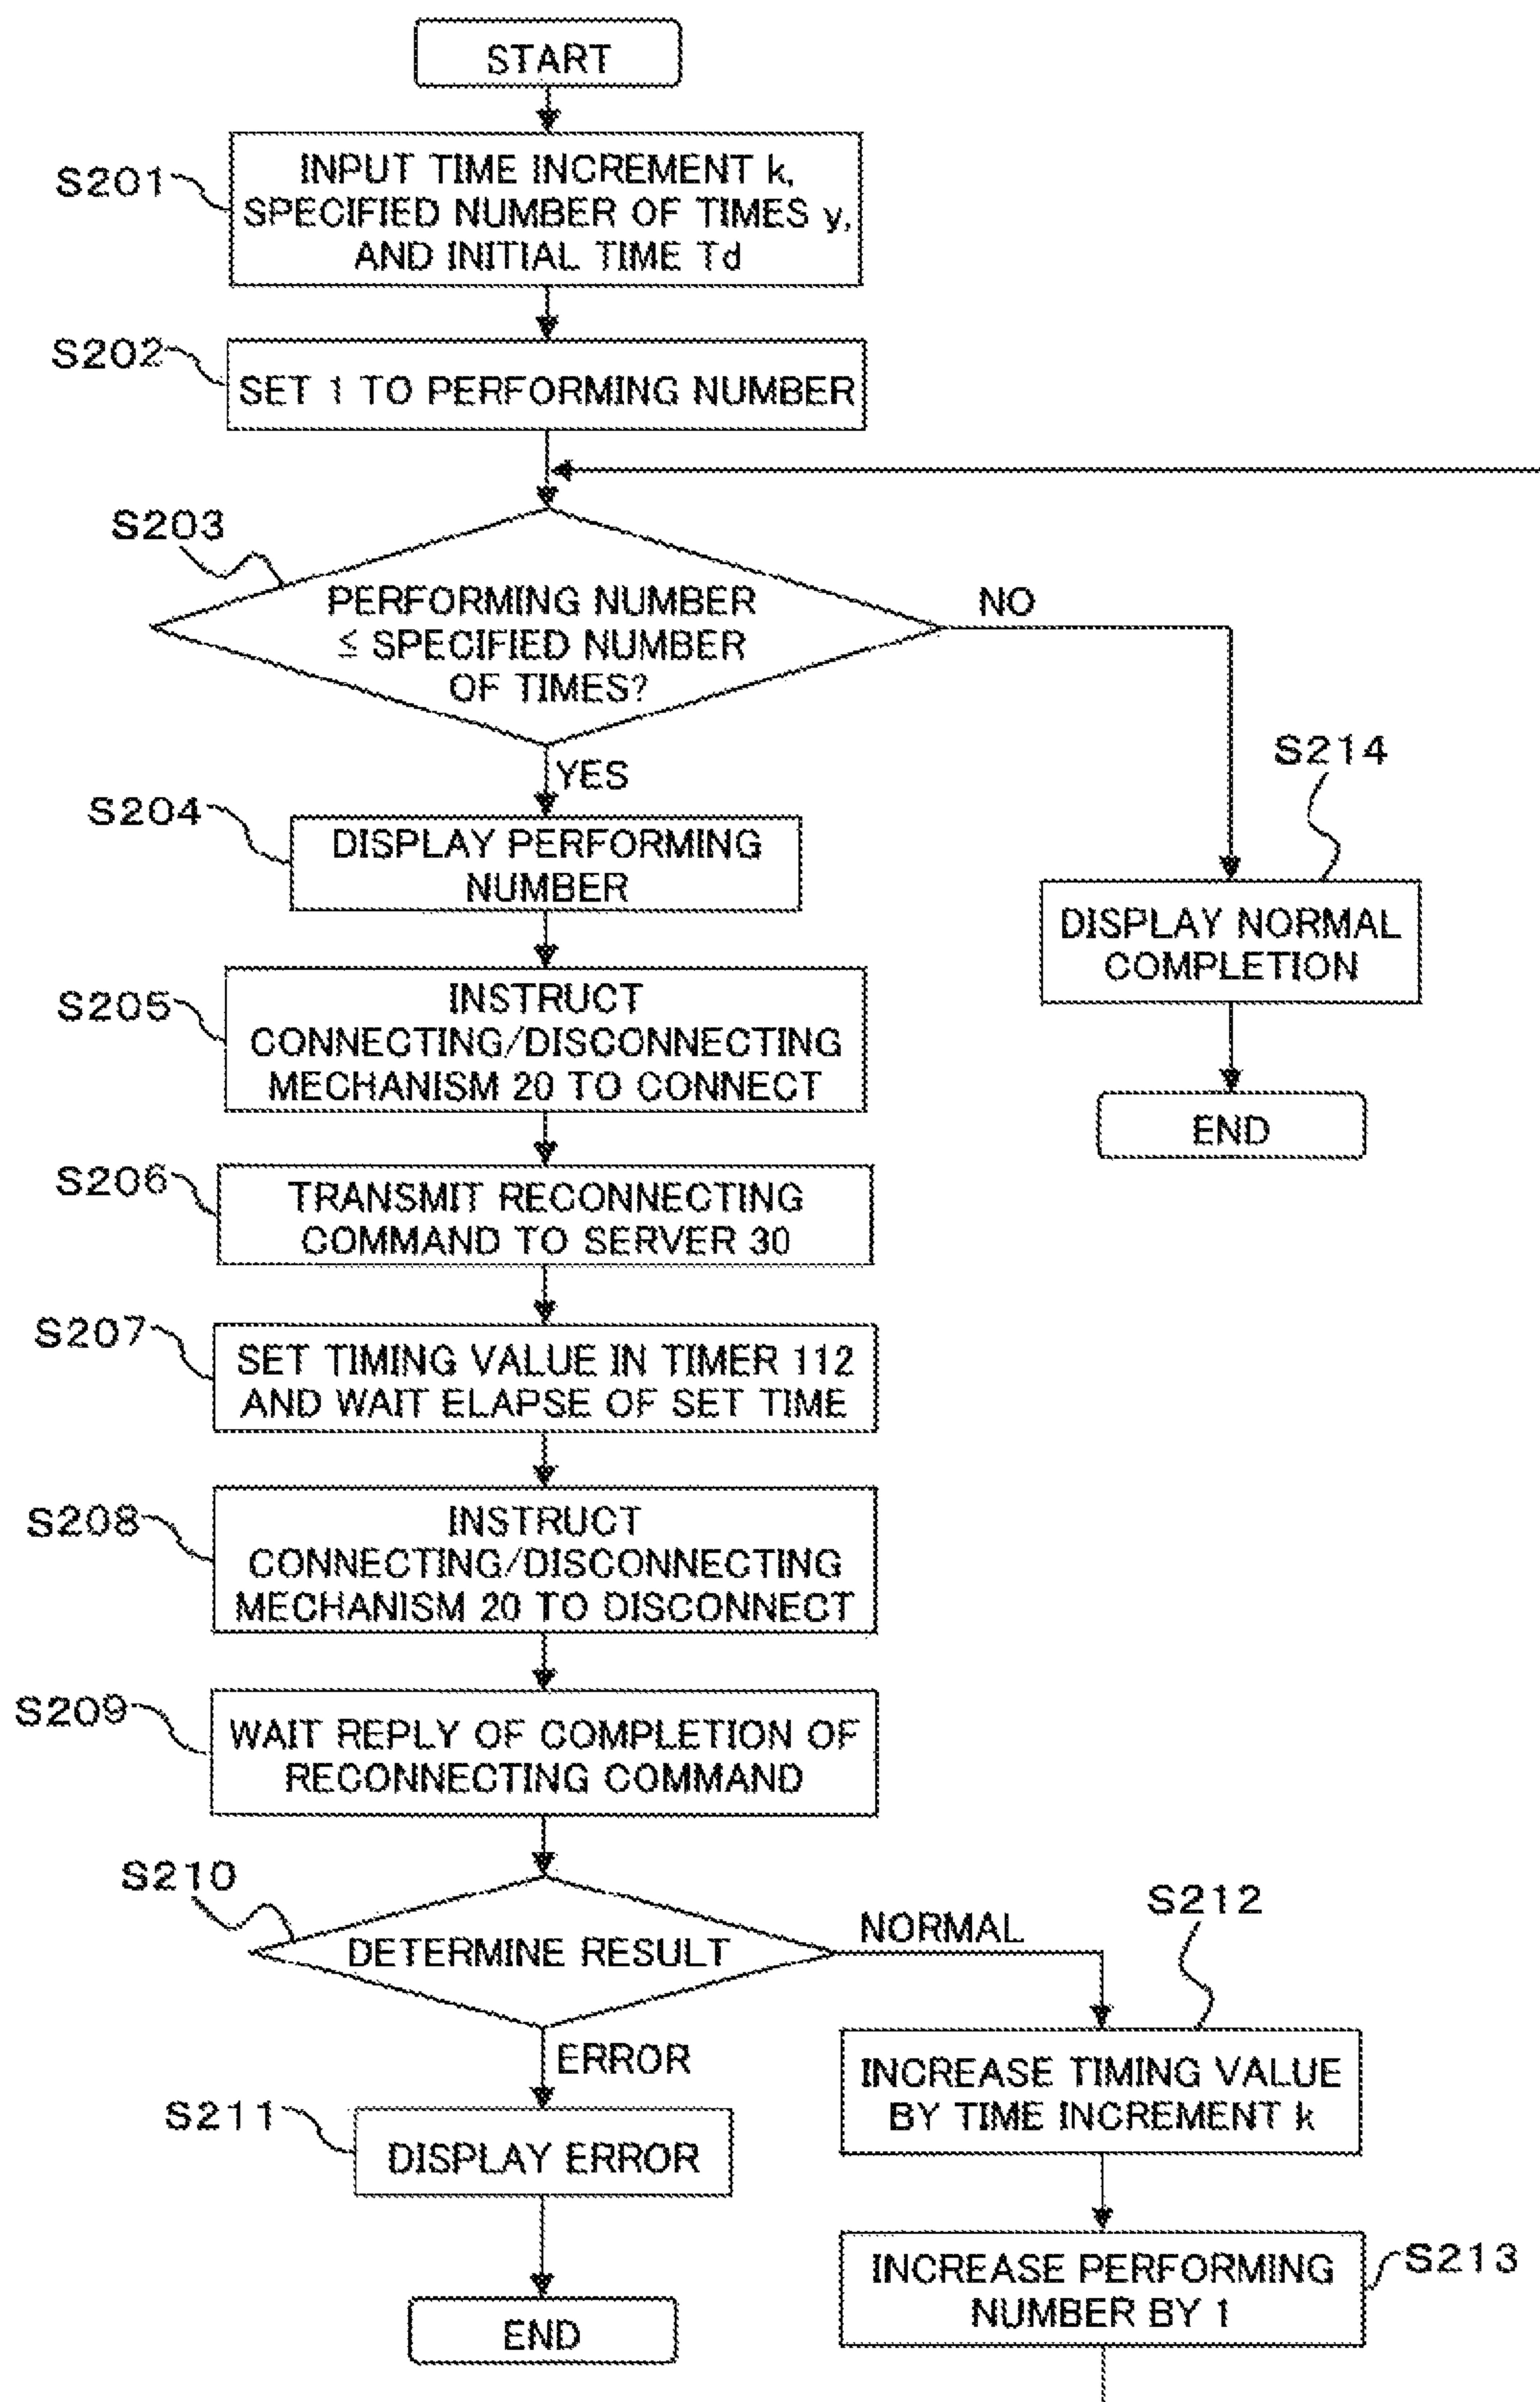 START
S201
INPUT TIME INCREMENT k,
SPECIFIED NUMBER OF TIMES y,
AND INITIAL TIME Td
S202
SET 1 TO PERFORMING NUMBER
S203
PERFORMING NUMBER
≦ SPECIFIED NUMBER
OF TIMES?
NO
YES
S204
DISPLAY PERFORMING
NUMBER
S214
DISPLAY NORMAL
COMPLETION
END
S205
INSTRUCT
CONNECTING/DISCONNECTING
MECHANISM 20 TO CONNECT
S206
TRANSMIT RECONNECTING
COMMAND TO SERVER 30
S207
SET TIMING VALUE IN TIMER 112
AND WAIT ELAPSE OF SET TIME
S208
INSTRUCT
CONNECTING/DISCONNECTING
MECHANISM 20 TO DISCONNECT
S209
WAIT REPLY OF COMPLETION OF
RECONNECTING COMMAND
S210
DETERMINE RESULT
NORMAL
ERROR
S211
DISPLAY ERROR
END
S212
INCREASE TIMING VALUE
BY TIME INCREMENT k
S213
INCREASE PERFORMING
NUMBER BY 1